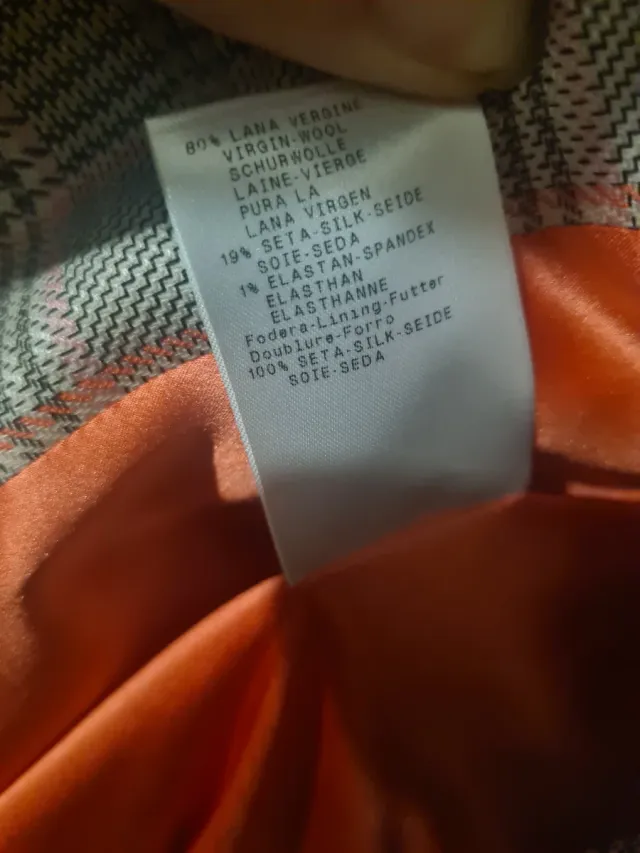 80% LANA VERGINE
VIRGIN-WOOL
SCHURWOLLE
LAINE-VIERGE
PURA LA
LANA VIRGEN
19% SETA-SILK-SEIDE
SOIE-SEDA
1% ELASTAN-SPANDEX
ELASTHAN
ELASTHANNE
Fodera-Lining-Futter
Doublure-Forro
100% SETA-SILK-SEIDE
SOIE-SEDA